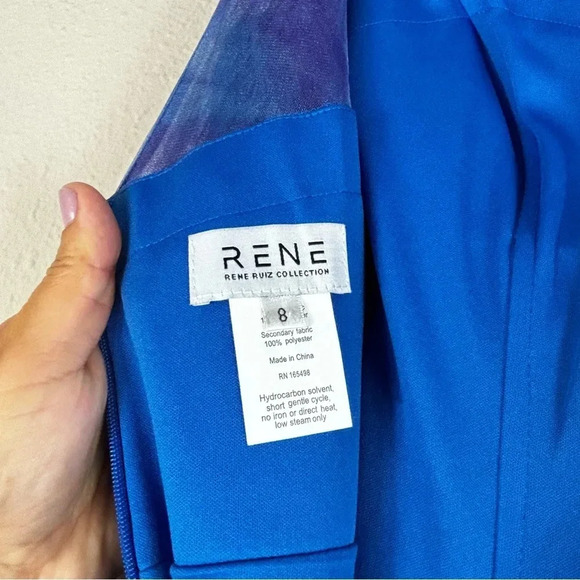 RENE
RENE RUIZ COLLECTION
8
Secondary fabric
100% polyester
Made in China
RN 165498
Hydrocarbon solvent,
short gentle cycle,
no iron or direct heat,
low steam only